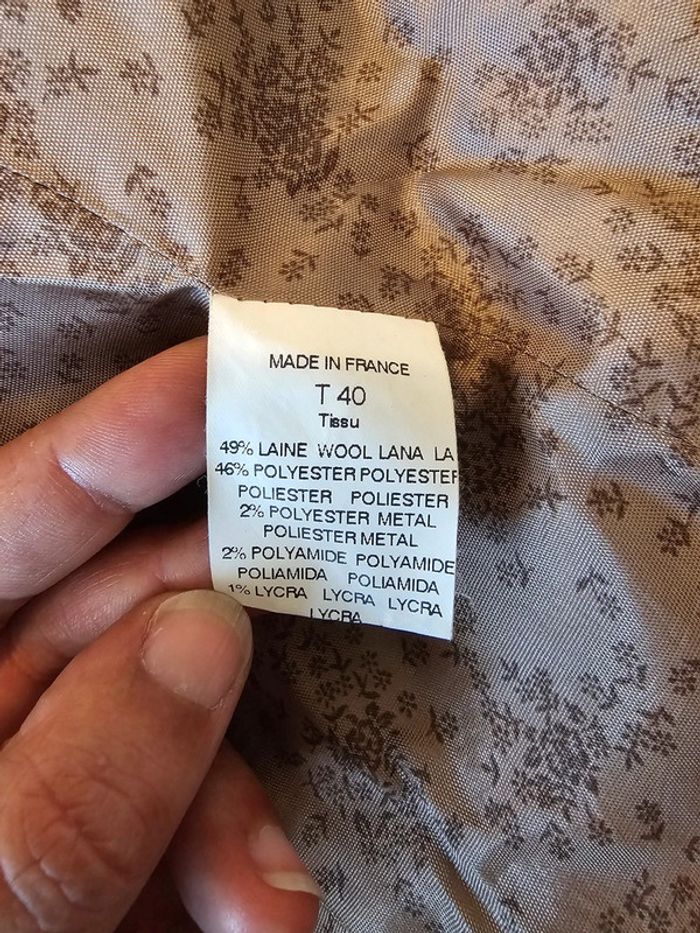 MADE IN FRANCE
T 40
Tissu
49% LAINE WOOL LANA LA
46% POLYESTER POLYESTER
POLIESTER POLIESTER
2% POLYESTER METAL
POLIESTER METAL
2% POLYAMIDE POLYAMIDE
POLIAMIDA POLIAMIDA
1% LYCRA LYCRA LYCRA
LYCRA